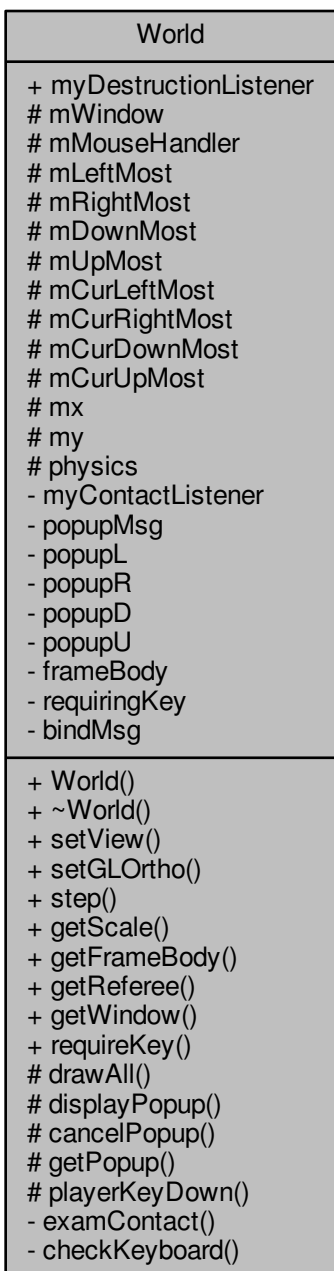 World
+ myDestructionListener
# mWindow
# mMouseHandler
# mLeftMost
# mRightMost
# mDownMost
# mUpMost
# mCurLeftMost
# mCurRightMost
# mCurDownMost
# mCurUpMost
# mx
# my
# physics
- myContactListener
- popupMsg
- popupL
- popupR
- popupD
- popupU
- frameBody
- requiringKey
- bindMsg
+ World()
+ ~World()
+ setView()
+ setGLOrtho()
+ step()
+ getScale()
+ getFrameBody()
+ getReferee()
+ getWindow()
+ requireKey()
# drawAll()
# displayPopup()
# cancelPopup()
# getPopup()
# playerKeyDown()
- examContact()
- checkKeyboard()